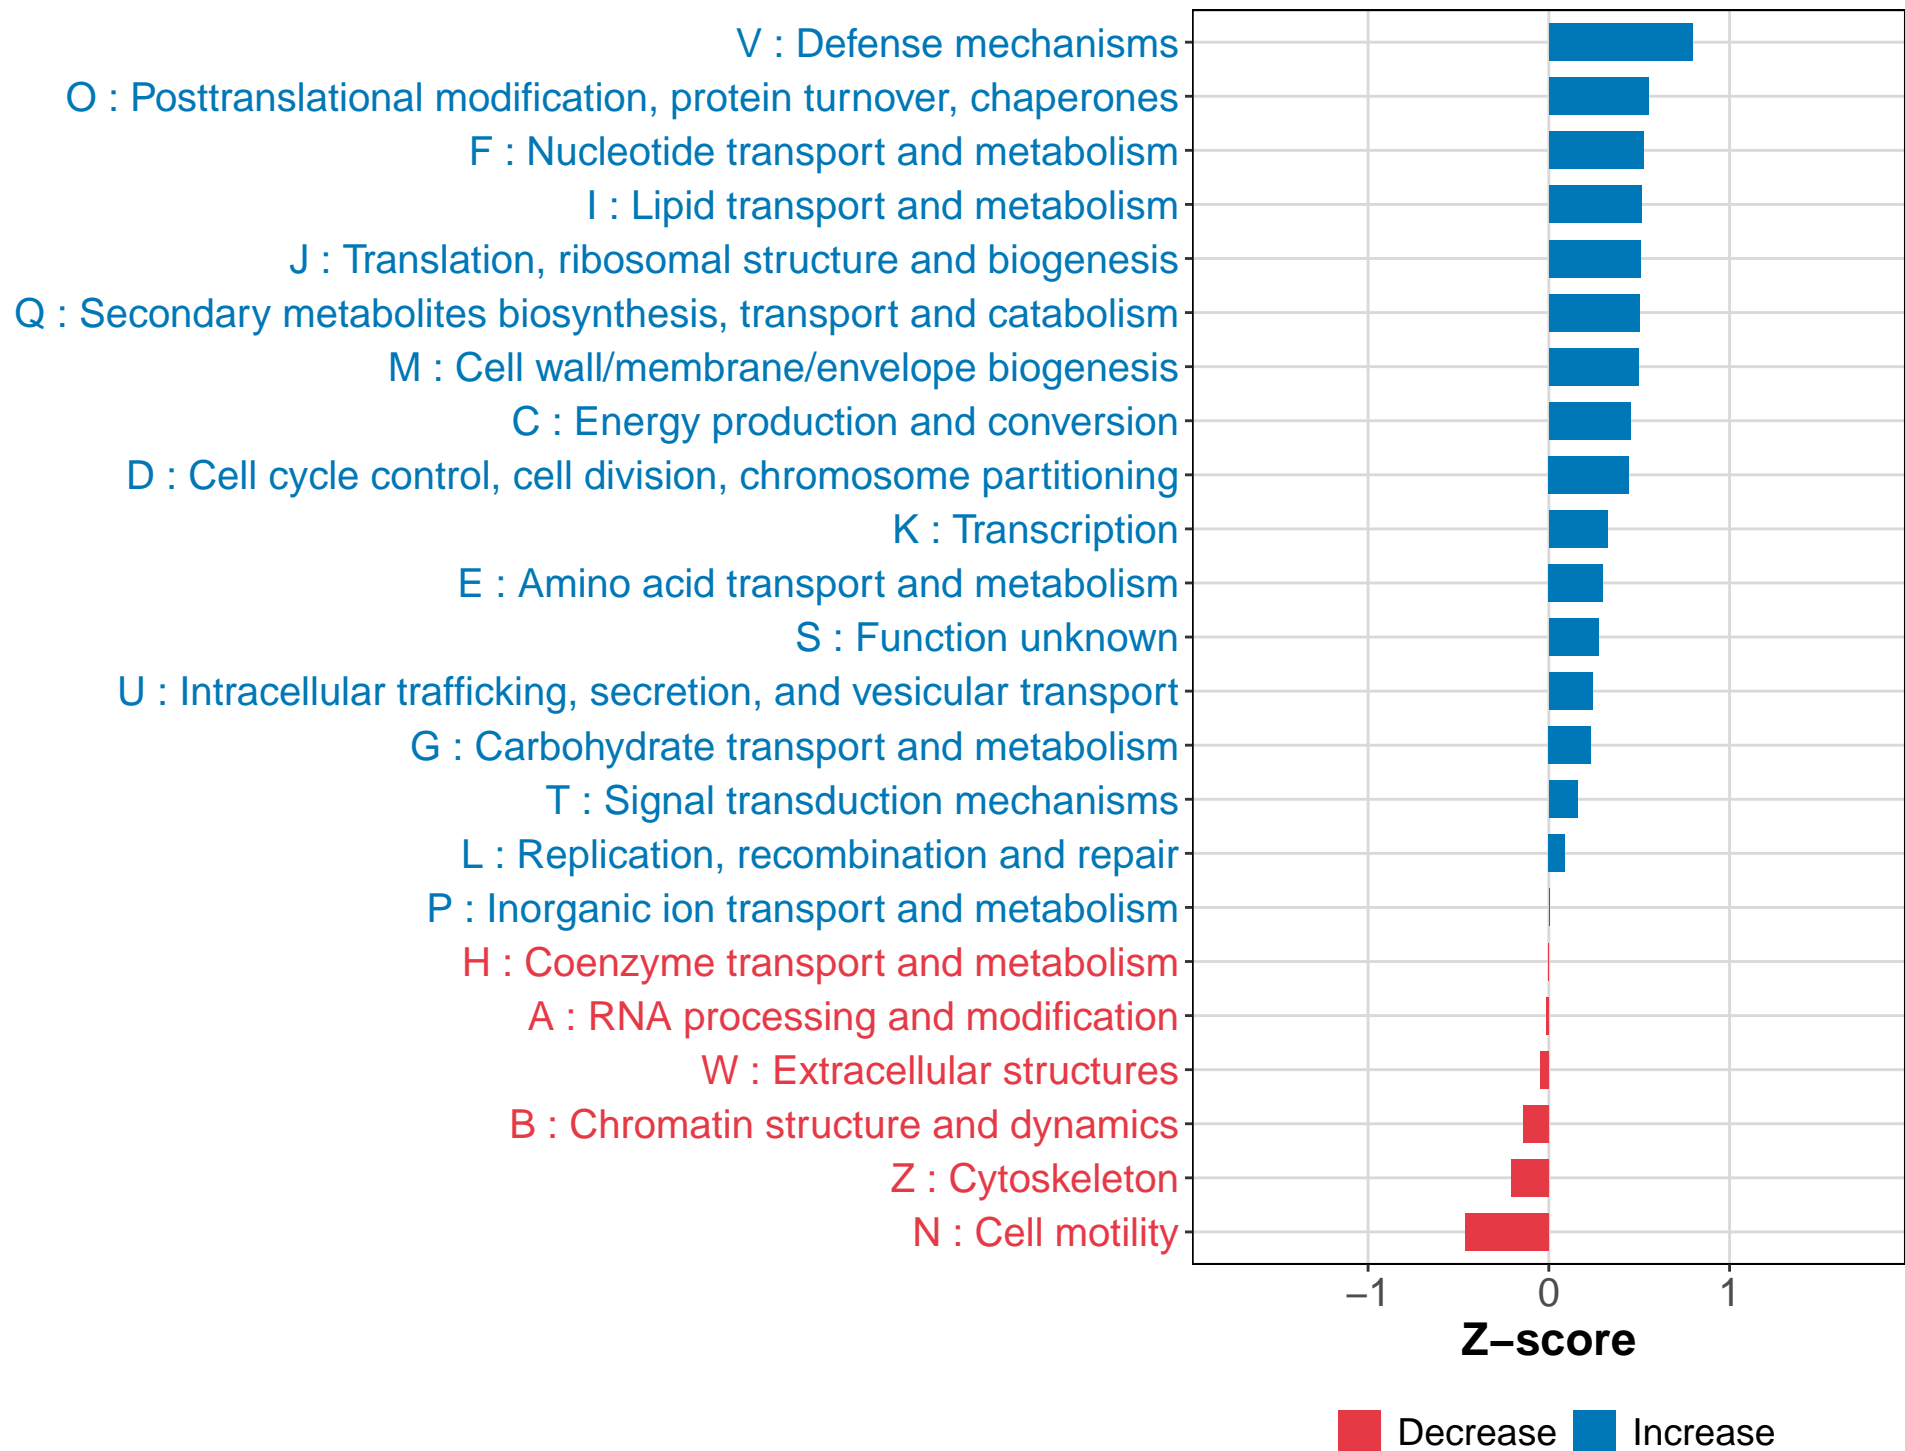 V : Defense mechanisms
O : Posttranslational modification, protein turnover, chaperones
F : Nucleotide transport and metabolism
I : Lipid transport and metabolism
J : Translation, ribosomal structure and biogenesis
Q : Secondary metabolites biosynthesis, transport and catabolism
M : Cell wall/membrane/envelope biogenesis
C : Energy production and conversion
D : Cell cycle control, cell division, chromosome partitioning
K : Transcription
E : Amino acid transport and metabolism
S : Function unknown
U : Intracellular trafficking, secretion, and vesicular transport
G : Carbohydrate transport and metabolism
T : Signal transduction mechanisms
L : Replication, recombination and repair
P : Inorganic ion transport and metabolism
H : Coenzyme transport and metabolism
A : RNA processing and modification
W : Extracellular structures
B : Chromatin structure and dynamics
Z : Cytoskeleton
N : Cell motility
−1 0 1
Z−score
Decrease Increase